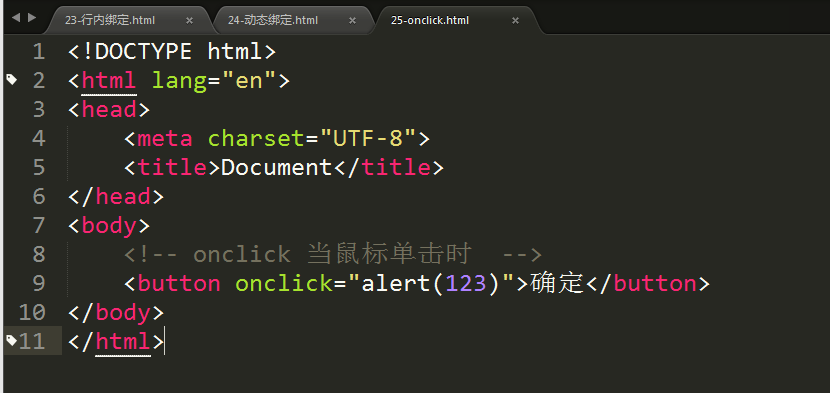 23-行内绑定.html 24-动态绑定.html 25-onclick.html
1 <!DOCTYPE html>
2 <html lang="en">
3 <head>
4 <meta charset="UTF-8">
5 <title>Document</title>
6 </head>
7 <body>
8 <!-- onclick 当鼠标单击时  -->
9 <button onclick="alert(123)">确定</button>
10 </body>
11 </html>